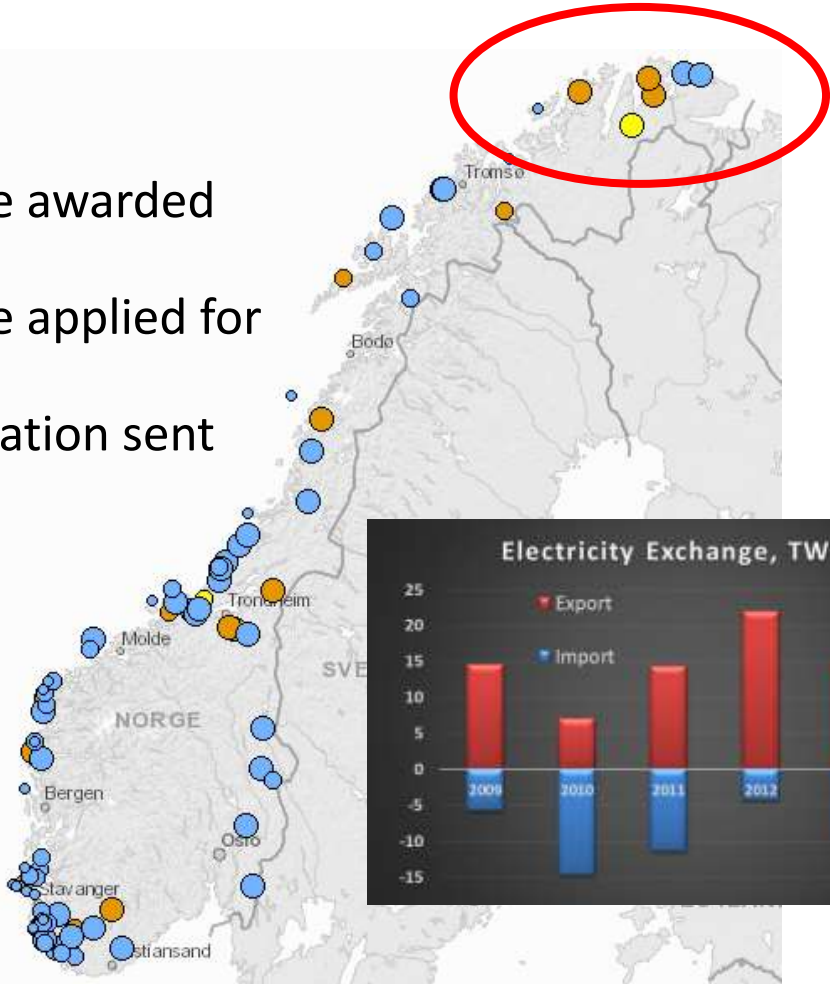 Tromsø
e awarded
e applied for
Bodø
ation sent
Electricity Exchange, TW
25
Export
20
Import
15
10
5
0
-5
-10
-15
2009
2010
2011
2012
Molde
SVE
NORGE
Bergen
Oslo
Stavanger
stiansand